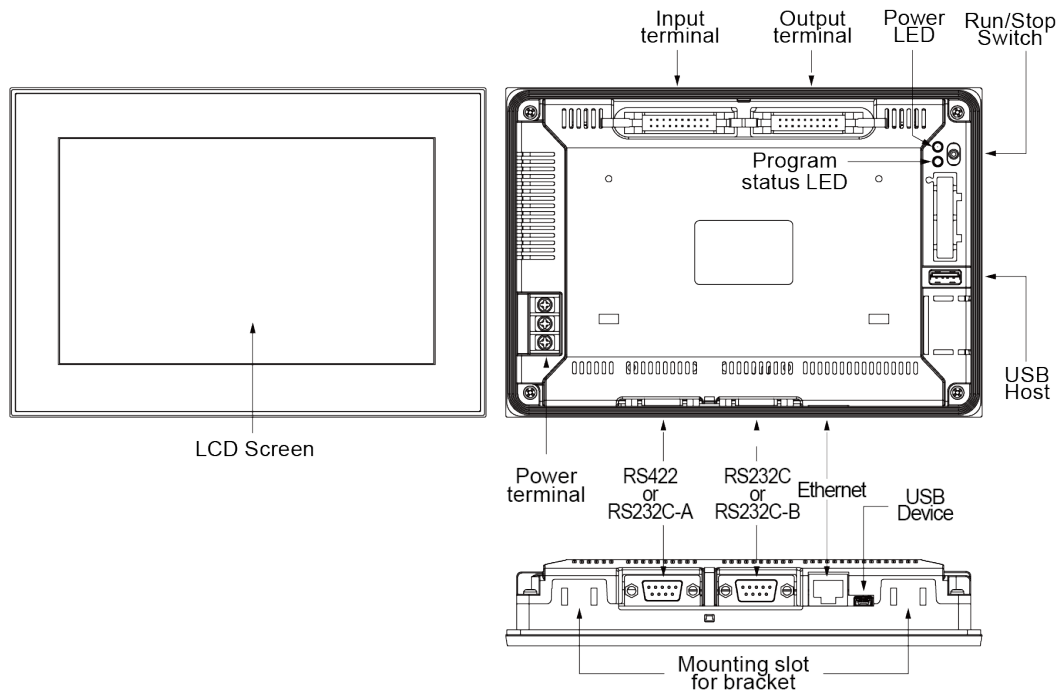 Input
terminal
Output
terminal
Power
LED
Run/Stop
Switch
Program
status LED
USB
Host
LCD Screen
Power
terminal
RS422
or
RS232C-A
RS232C
or
RS232C-B
Ethernet
USB
Device
Mounting slot
for bracket